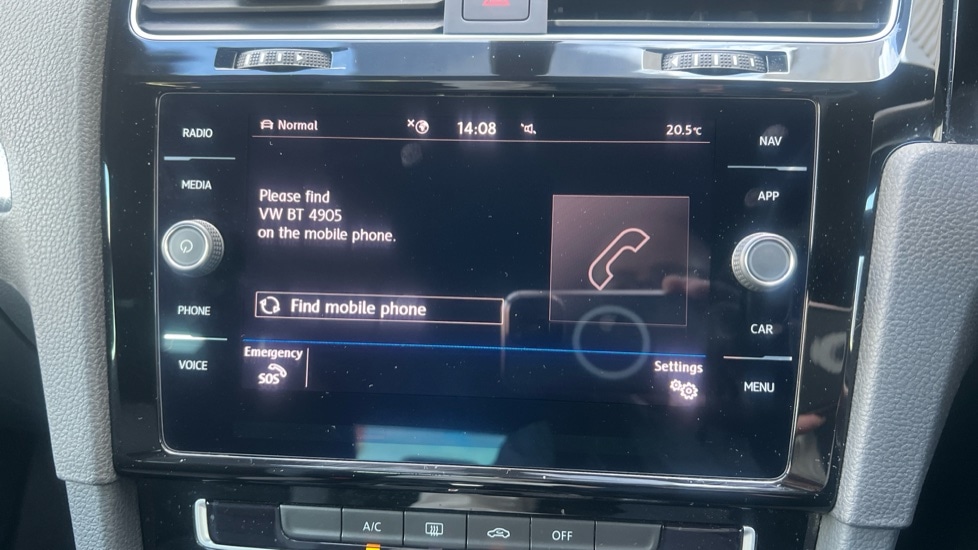 Normal
14:08
20.5°C
RADIO
MEDIA
PHONE
VOICE
NAV
APP
CAR
MENU
Please find
VW BT 4905
on the mobile phone.
Find mobile phone
Emergency
SOS
Settings
A/C
OFF